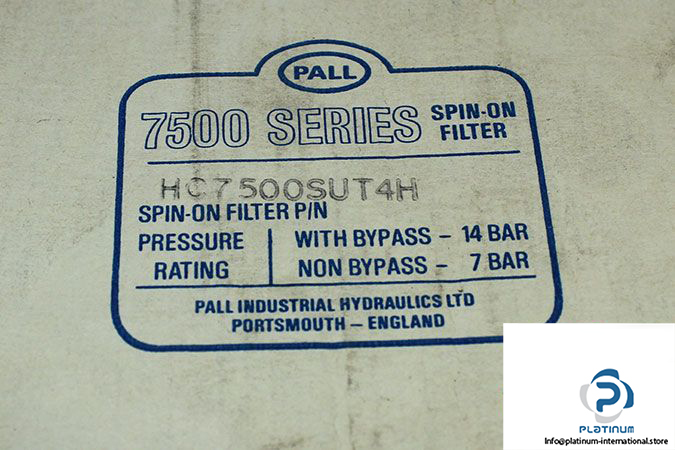 PALL
7500 SERIES SPIN-ON FILTER
HC7500SUT4H
SPIN-ON FILTER P/N
PRESSURE RATING
WITH BYPASS – 14 BAR
NON BYPASS – 7 BAR
PALL INDUSTRIAL HYDRAULICS LTD
PORTSMOUTH – ENGLAND
PLATINUM
Info@platinum-international.store